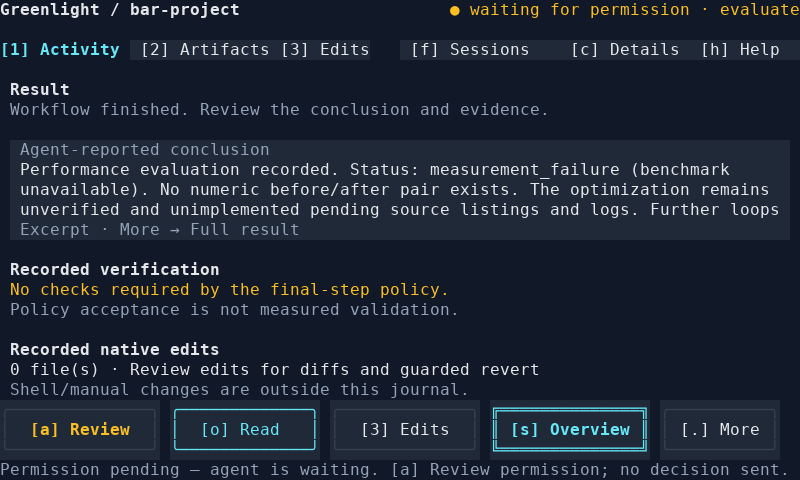 Greenlight / bar-project ● waiting for permission · evaluate
[1] Activity [2] Artifacts [3] Edits [f] Sessions [c] Details [h] Help
Result
Workflow finished. Review the conclusion and evidence.
Agent-reported conclusion
Performance evaluation recorded. Status: measurement_failure (benchmark
unavailable). No numeric before/after pair exists. The optimization remains
unverified and unimplemented pending source listings and logs. Further loops
Excerpt · More → Full result
Recorded verification
No checks required by the final-step policy.
Policy acceptance is not measured validation.
Recorded native edits
0 file(s) · Review edits for diffs and guarded revert
Shell/manual changes are outside this journal.
[a] Review [o] Read [3] Edits [s] Overview [.] More
Permission pending — agent is waiting. [a] Review permission; no decision sent.